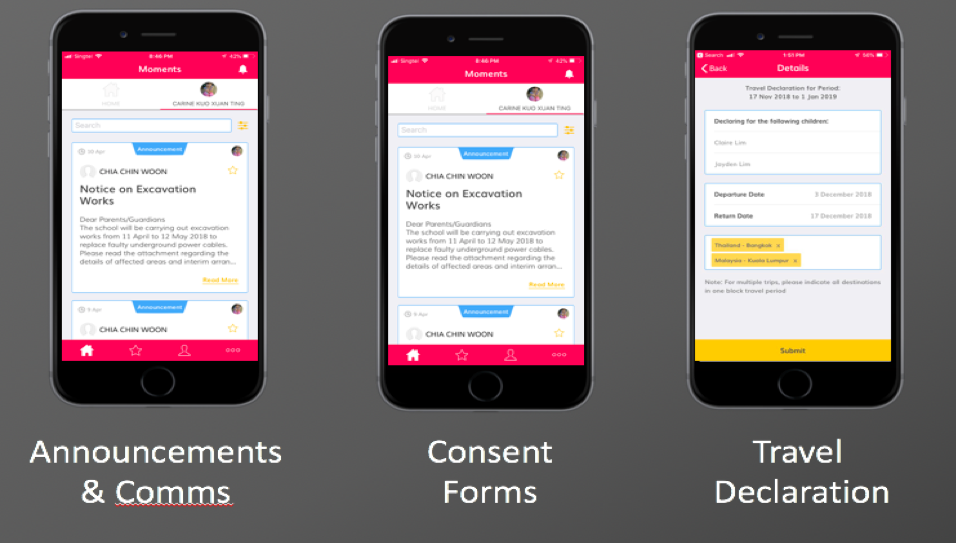 Singtel 8:46 PM 42%
Moments
HOME
CARINE KUO XUAN TING
Search
30-Apr
Announcement
CHIA CHIN WOON
Notice on Excavation
Works
Dear Parents/Guardians
The school will be carrying out excavation
works from 11 April to 12 May 2018 to
replace faulty underground power cables.
Please read the attachment regarding the
details of affected areas and interim arran...
Read More
9 Apr
Announcement
CHIA CHIN WOON
Announcements
& Comms
Singtel 8:46 PM 42%
Moments
HOME
CARINE KUO XUAN TING
Search
30-Apr
Announcement
CHIA CHIN WOON
Notice on Excavation
Works
Dear Parents/Guardians
The school will be carrying out excavation
works from 11 April to 12 May 2018 to
replace faulty underground power cables.
Please read the attachment regarding the
details of affected areas and interim arran...
Read More
9 Apr
Announcement
CHIA CHIN WOON
Consent
Forms
Search 1:51 PM 56%
Back
Details
Travel Declaration for Period:
17 Nov 2018 to 1 Jan 2019
Declaring for the following children:
Claire Lim
Jayden Lim
Departure Date 3 December 2018
Return Date 17 December 2018
Thailand - Bangkok x
Malaysia - Kuala Lumpur x
Note: For multiple trips, please indicate all destinations
in one block travel period
Submit
Travel
Declaration